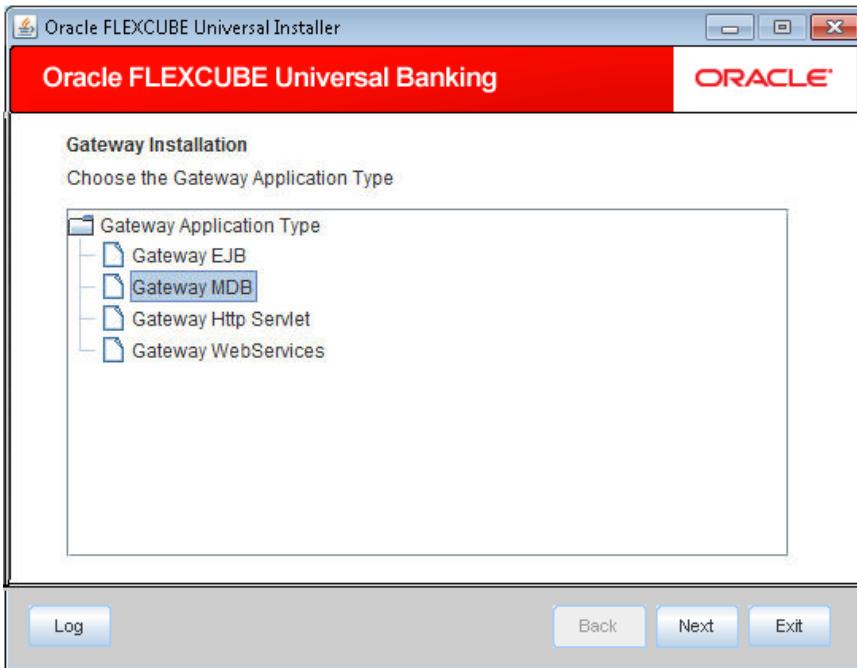 Oracle FLEXCUBE Universal Installer
Oracle FLEXCUBE Universal Banking
ORACLE
Gateway Installation
Choose the Gateway Application Type
Gateway Application Type
Gateway EJB
Gateway MDB
Gateway Http Servlet
Gateway WebServices
Log Back Next Exit